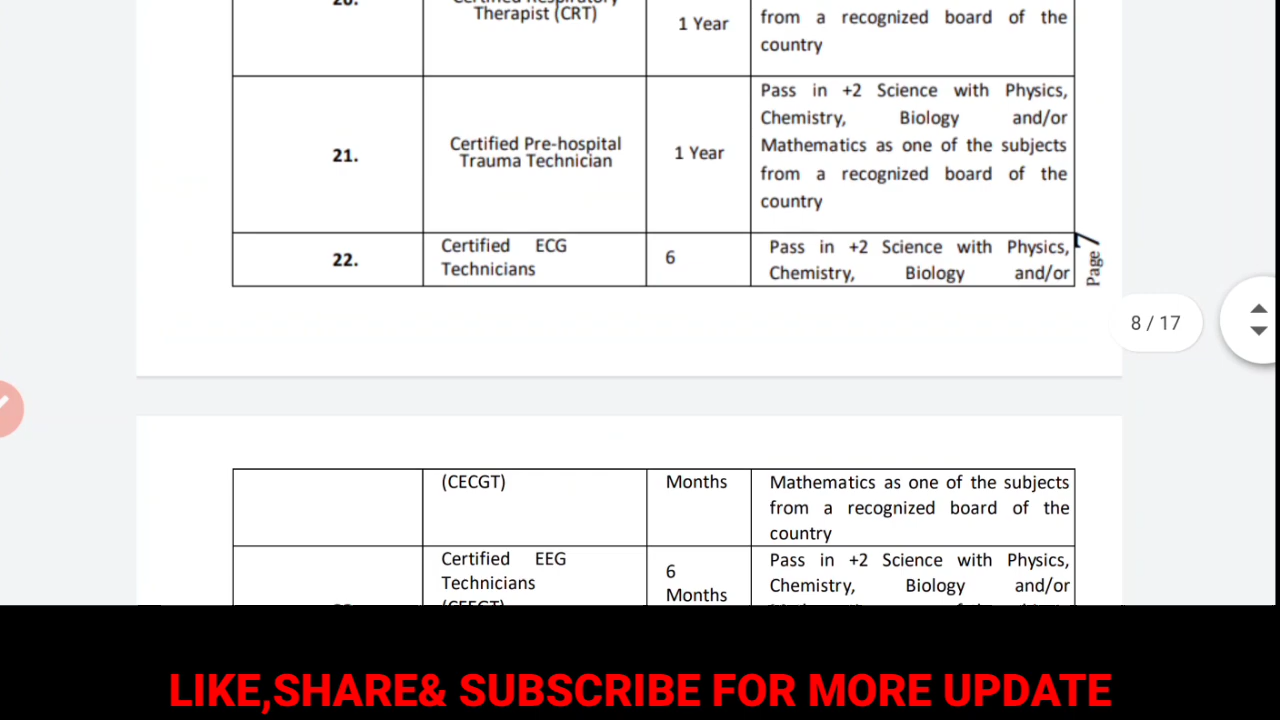 Therapist (CRT)
1 Year
from a recognized board of the
country
21.
Certified Pre-hospital
Trauma Technician
1 Year
Pass in +2 Science with Physics,
Chemistry, Biology and/or
Mathematics as one of the subjects
from a recognized board of the
country
22.
Certified ECG
Technicians
6
Pass in +2 Science with Physics,
Chemistry, Biology and/or
Page 7
8 / 17
(CECGT)
Months
Mathematics as one of the subjects
from a recognized board of the
country
Certified EEG
Technicians
6
Months
Pass in +2 Science with Physics,
Chemistry, Biology and/or
LIKE,SHARE& SUBSCRIBE FOR MORE UPDATE